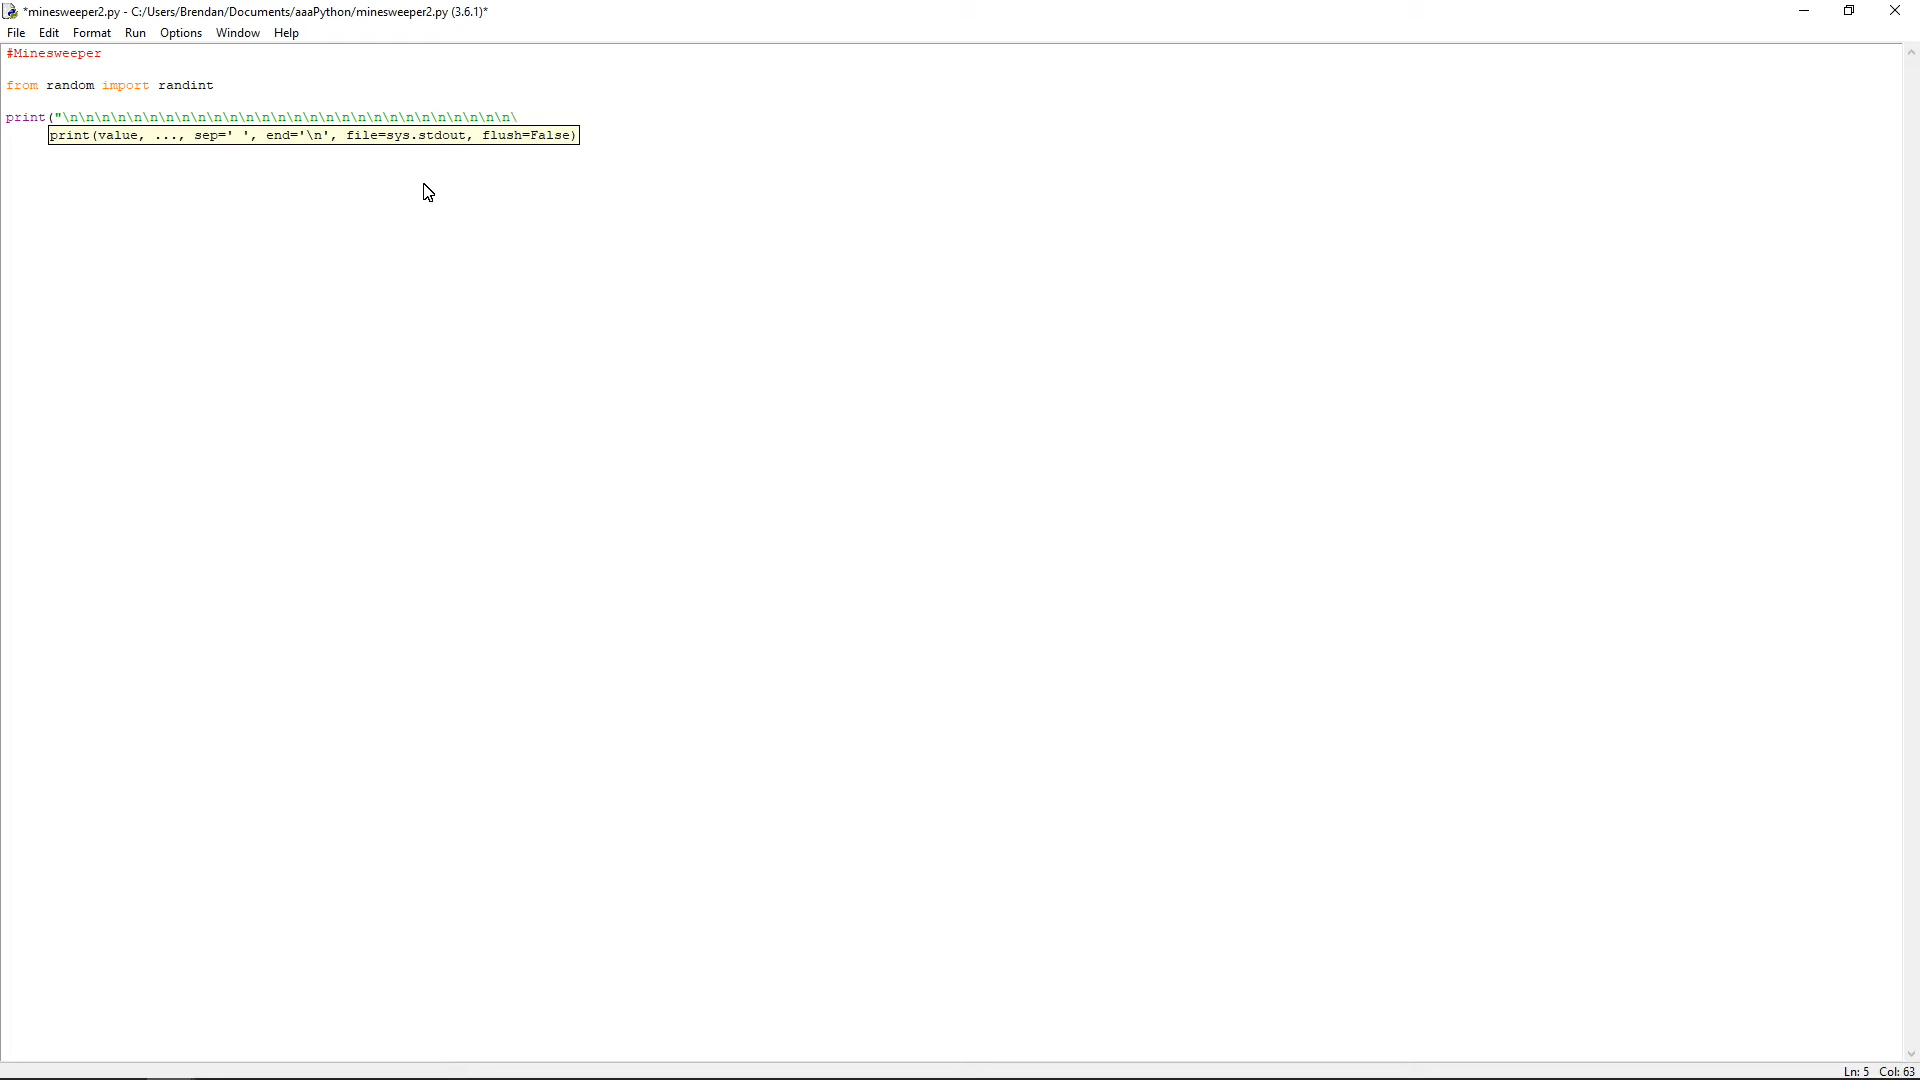 *minesweeper2.py - C:/Users/Brendan/Documents/aaaPython/minesweeper2.py (3.6.1)*
File Edit Format Run Options Window Help
#Minesweeper
from random import randint
print("\n\n\n\n\n\n\n\n\n\n\n\n\n\n\n\n\n\n\n\n\n\n\n\n\n\n\n\n\
print(value, ..., sep=' ', end='\n', file=sys.stdout, flush=False)
Ln: 5 Col: 63